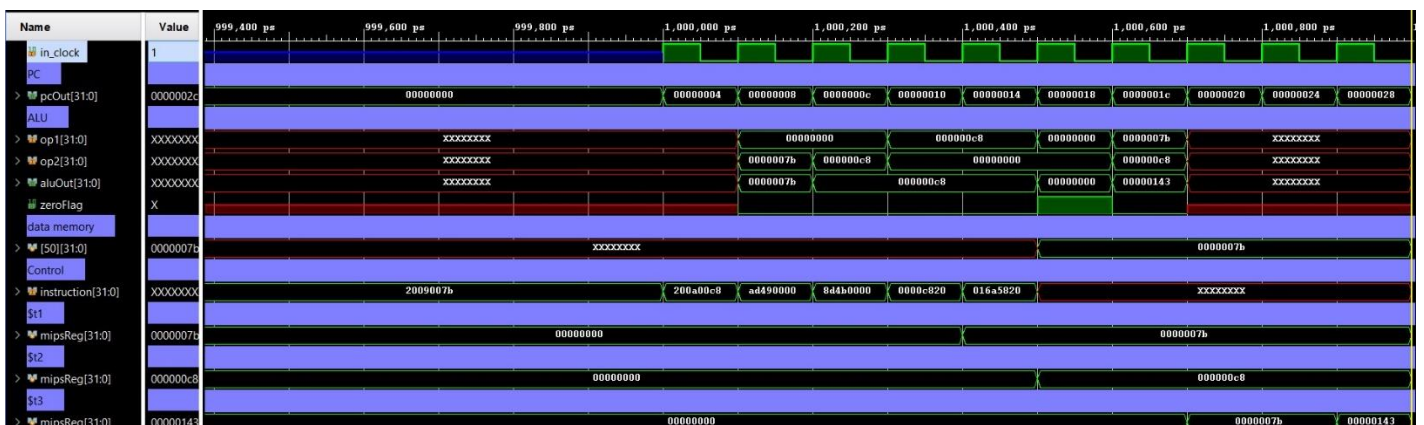 Name Value 999,400 ps 999,600 ps 999,800 ps 1,000,000 ps 1,000,200 ps 1,000,400 ps 1,000,600 ps 1,000,800 ps
in_clock 1
PC
> pcOut[31:0] 0000002c 00000000 00000004 00000008 0000000c 00000010 00000014 00000018 0000001c 00000020 00000024 00000028
ALU
> op1[31:0] XXXXXXX XXXXXXXX 00000000 000000c8 00000000 0000007b XXXXXXXX
> op2[31:0] XXXXXXX XXXXXXXX 0000007b 000000c8 00000000 000000c8 XXXXXXXX
> aluOut[31:0] XXXXXXX XXXXXXXX 0000007b 000000c8 00000000 00000143 XXXXXXXX
zeroFlag X
data memory
> [50][31:0] 0000007b XXXXXXXX 0000007b
Control
> instruction[31:0] XXXXXXX 2009007b 200a00c8 ad490000 8d4b0000 0000c820 016a5820 XXXXXXXX
$t1
> mipsReg[31:0] 0000007b 00000000 0000007b
$t2
> mipsReg[31:0] 000000c8 00000000 000000c8
$t3
> mipsReg[31:0] 00000143 00000000 0000007b 00000143